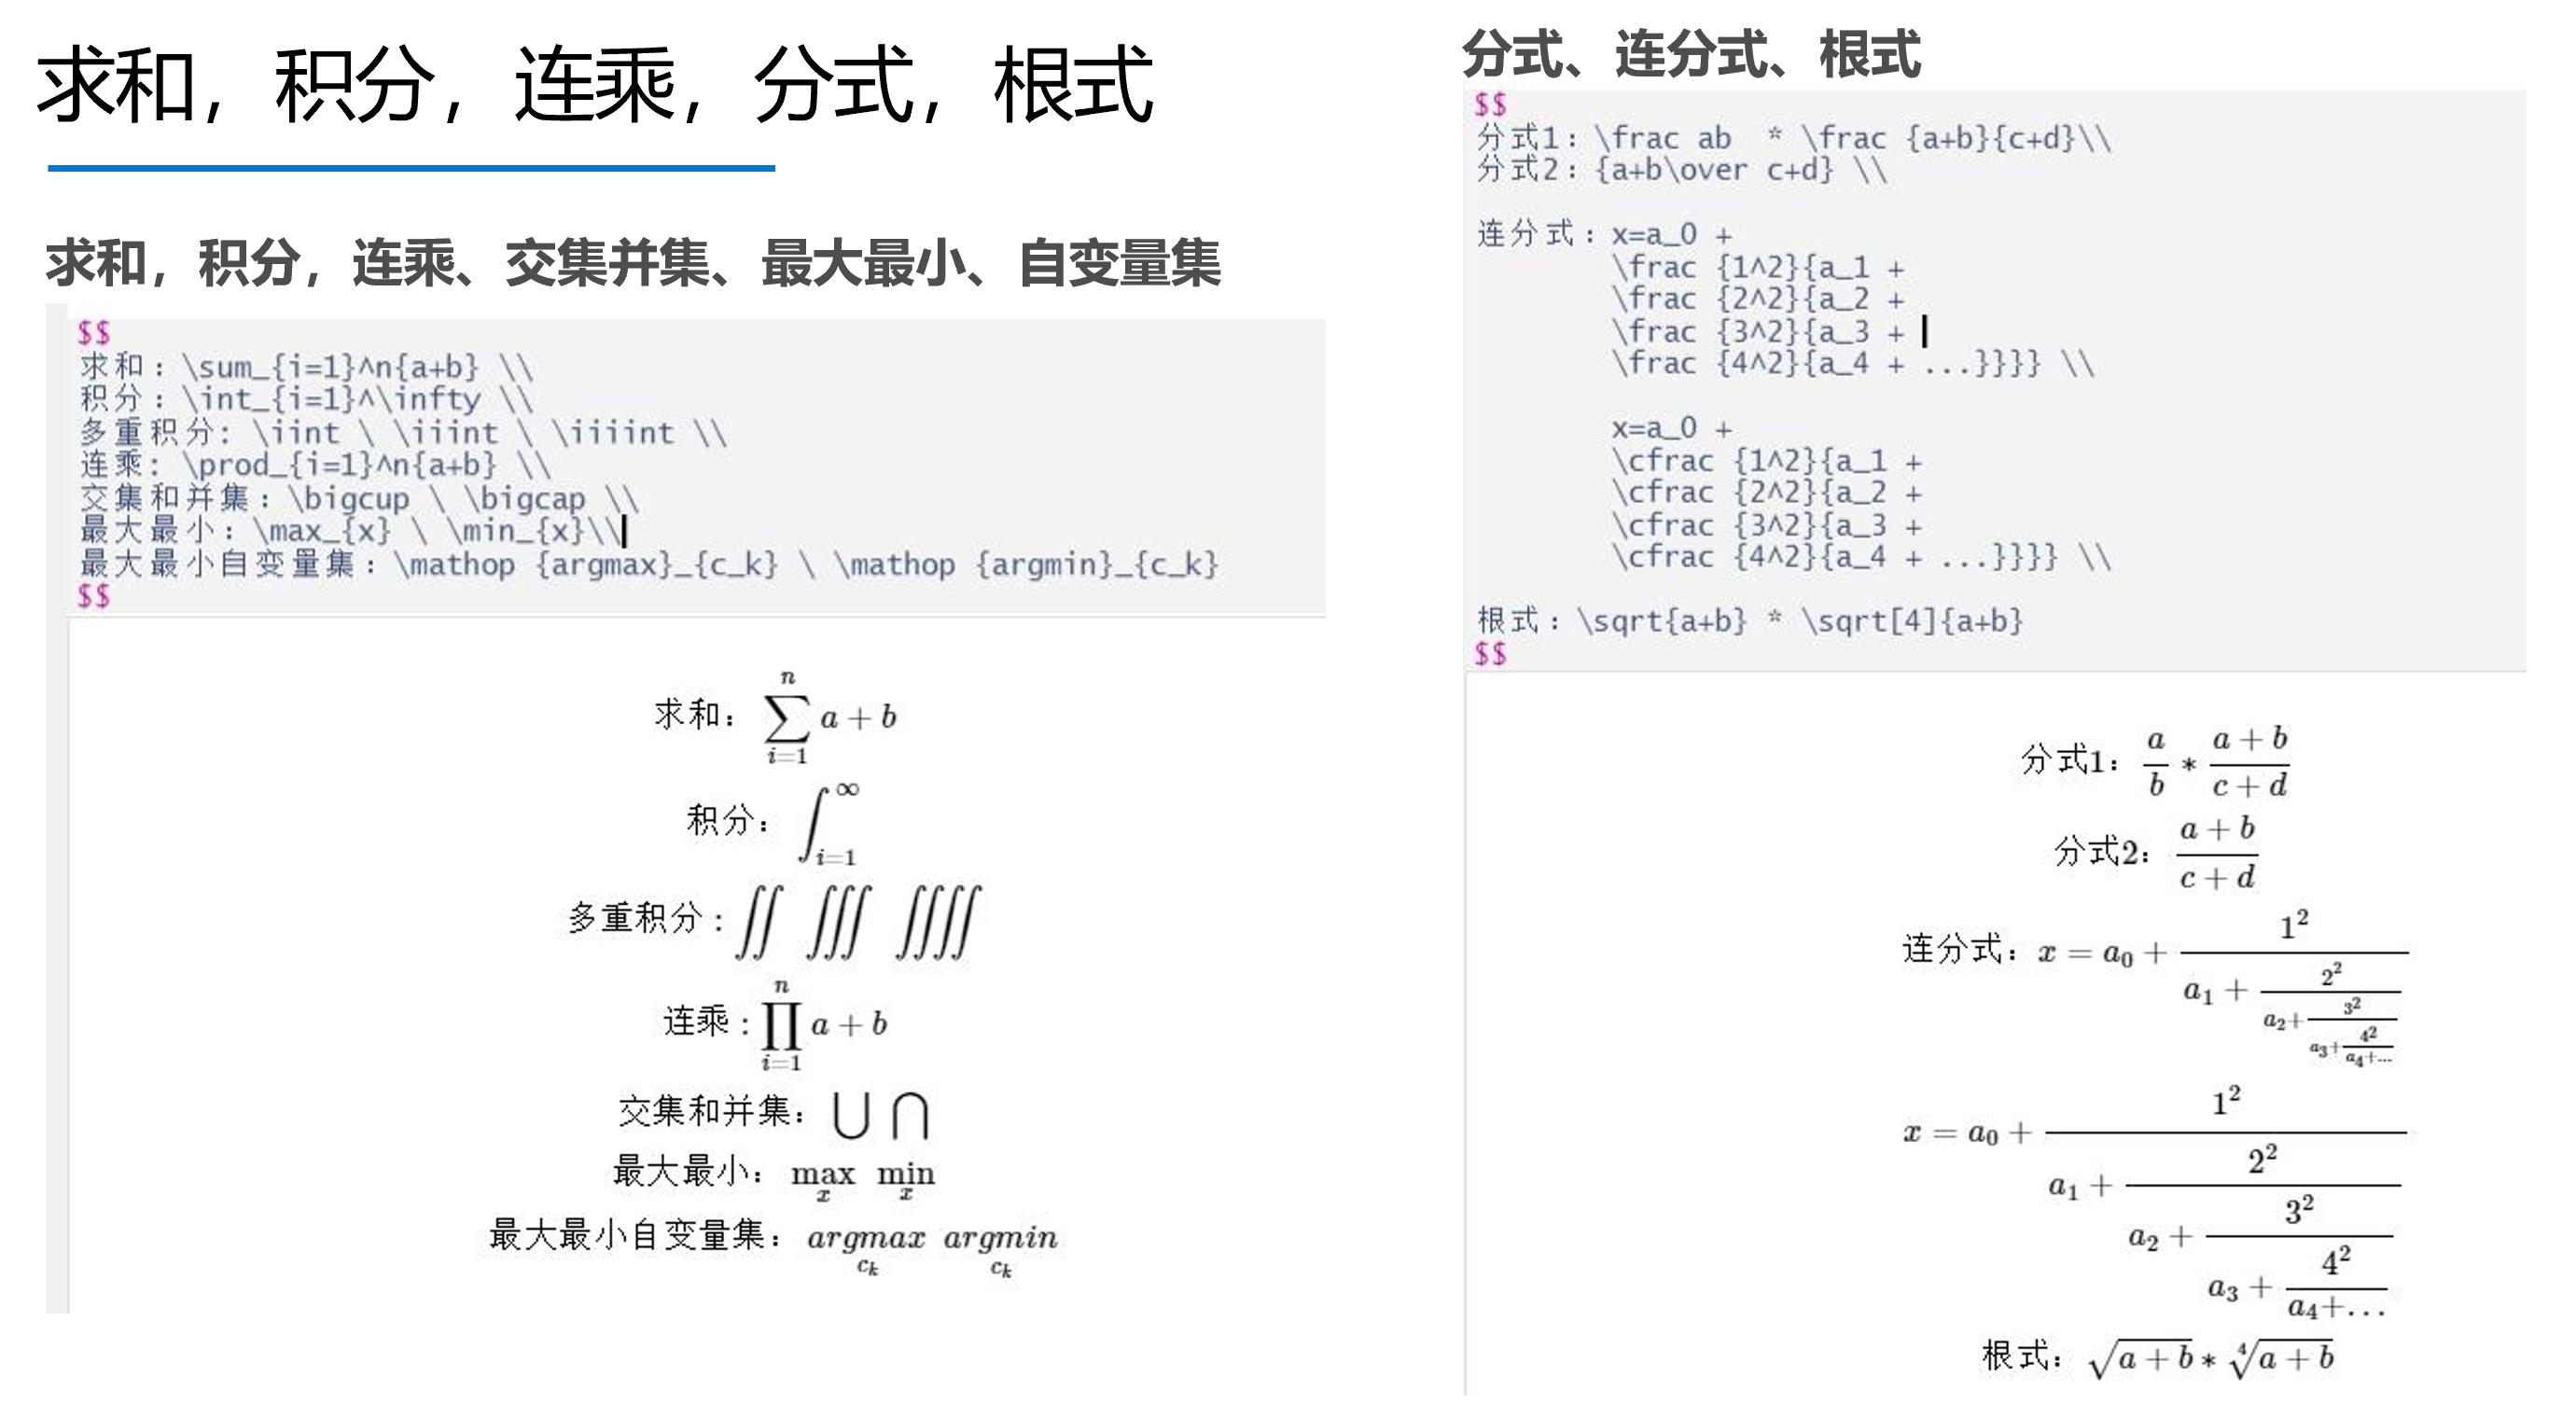 求和，积分，连乘，分式，根式
求和，积分，连乘、交集并集、最大最小、自变量集
$$
求和：\sum_{i=1}^n{a+b} \\
积分：\int_{i=1}^\infty \\
多重积分: \iint \ \iiint \ \iiiint \\
连乘: \prod_{i=1}^n{a+b} \\
交集和并集：\bigcup \ \bigcap \\
最大最小：\max_{x} \ \min_{x}\\
最大最小自变量集：\mathop {argmax}_{c_k} \ \mathop {argmin}_{c_k}
$$
求和： \sum_{i=1}^{n} a + b
积分： \int_{i=1}^{\infty}
多重积分 : ∬ ∭ ⨌
连乘 : \prod_{i=1}^{n} a + b
交集和并集： ⋃ ⋂
最大最小： \max_{x} \min_{x}
最大最小自变量集： argmax_{c_k} argmin_{c_k}
分式、连分式、根式
$$
分式1：\frac ab  * \frac {a+b}{c+d}\\
分式2：{a+b\over c+d} \\
连分式：x=a_0 +
\frac {1^2}{a_1 +
\frac {2^2}{a_2 +
\frac {3^2}{a_3 +
\frac {4^2}{a_4 + ...}}}} \\
x=a_0 +
\cfrac {1^2}{a_1 +
\cfrac {2^2}{a_2 +
\cfrac {3^2}{a_3 +
\cfrac {4^2}{a_4 + ...}}}} \\
根式：\sqrt{a+b} * \sqrt[4]{a+b}
$$
分式1： \frac{a}{b} * \frac{a + b}{c + d}
分式2： \frac{a + b}{c + d}
连分式： x = a_0 + \frac{1^2}{a_1 + \frac{2^2}{a_2 + \frac{3^2}{a_3 + \frac{4^2}{a_4 + ...}}}}
x = a_0 + \cfrac{1^2}{a_1 + \cfrac{2^2}{a_2 + \cfrac{3^2}{a_3 + \cfrac{4^2}{a_4 + ...}}}}
根式： \sqrt{a + b} * \sqrt[4]{a + b}